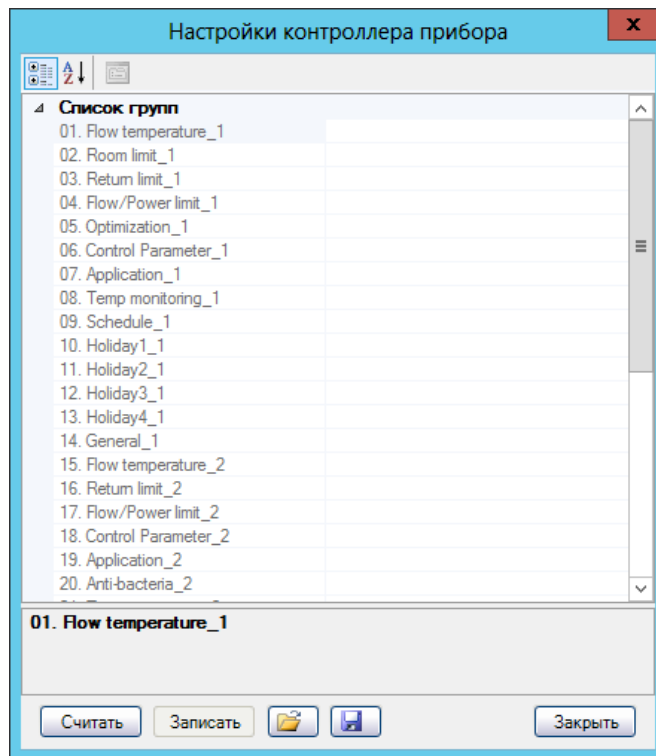 Настройки контроллера прибора
x
Список групп
01. Flow temperature_1
02. Room limit_1
03. Return limit_1
04. Flow/Power limit_1
05. Optimization_1
06. Control Parameter_1
07. Application_1
08. Temp monitoring_1
09. Schedule_1
10. Holiday1_1
11. Holiday2_1
12. Holiday3_1
13. Holiday4_1
14. General_1
15. Flow temperature_2
16. Return limit_2
17. Flow/Power limit_2
18. Control Parameter_2
19. Application_2
20. Anti-bacteria_2
01. Flow temperature_1
Считать Записать Закрыть